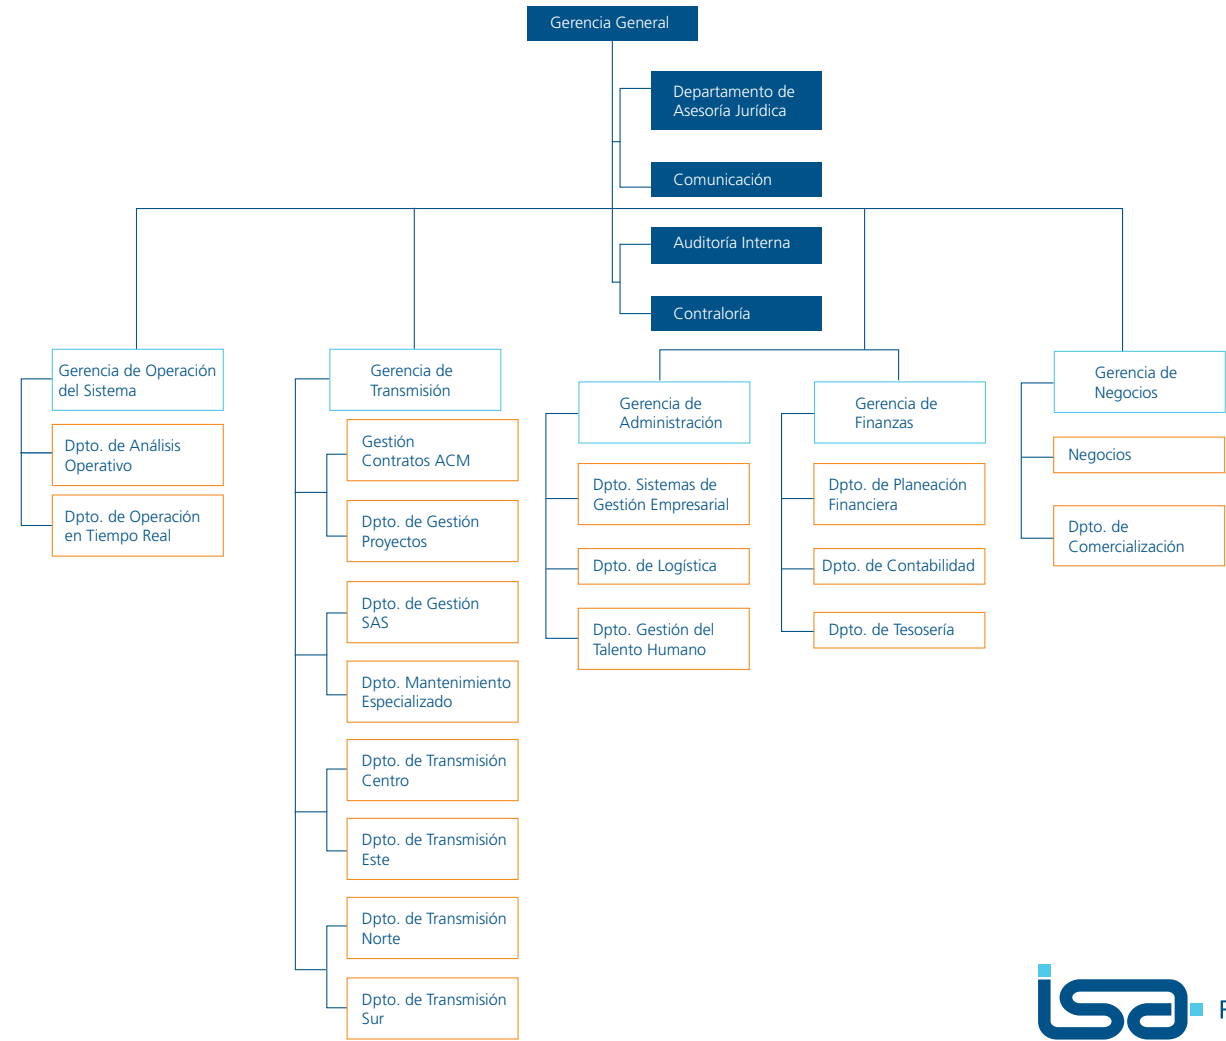 Gerencia General
Departamento de
Asesoría Jurídica
Comunicación
Auditoría Interna
Contraloría
Gerencia de Operación
del Sistema
Dpto. de Análisis
Operativo
Dpto. de Operación
en Tiempo Real
Gerencia de
Transmisión
Gestión
Contratos ACM
Dpto. de Gestión
Proyectos
Dpto. de Gestión
SAS
Dpto. Mantenimiento
Especializado
Dpto. de Transmisión
Centro
Dpto. de Transmisión
Este
Dpto. de Transmisión
Norte
Dpto. de Transmisión
Sur
Gerencia de
Administración
Dpto. Sistemas de
Gestión Empresarial
Dpto. de Logística
Dpto. Gestión del
Talento Humano
Gerencia de
Finanzas
Dpto. de Planeación
Financiera
Dpto. de Contabilidad
Dpto. de Tesosería
Gerencia de
Negocios
Negocios
Dpto. de
Comercialización
isa